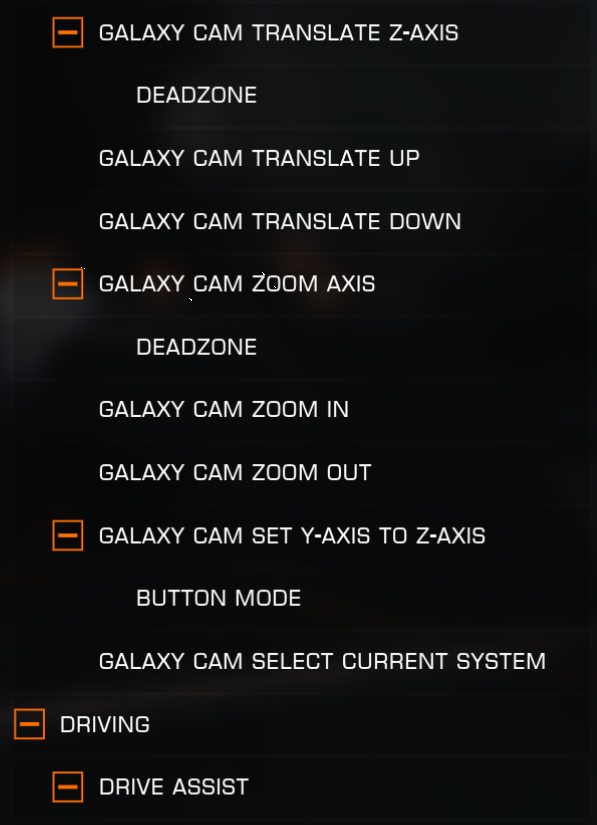 GALAXY CAM TRANSLATE Z-AXIS
DEADZONE
GALAXY CAM TRANSLATE UP
GALAXY CAM TRANSLATE DOWN
GALAXY CAM ZOOM AXIS
DEADZONE
GALAXY CAM ZOOM IN
GALAXY CAM ZOOM OUT
GALAXY CAM SET Y-AXIS TO Z-AXIS
BUTTON MODE
GALAXY CAM SELECT CURRENT SYSTEM
DRIVING
DRIVE ASSIST